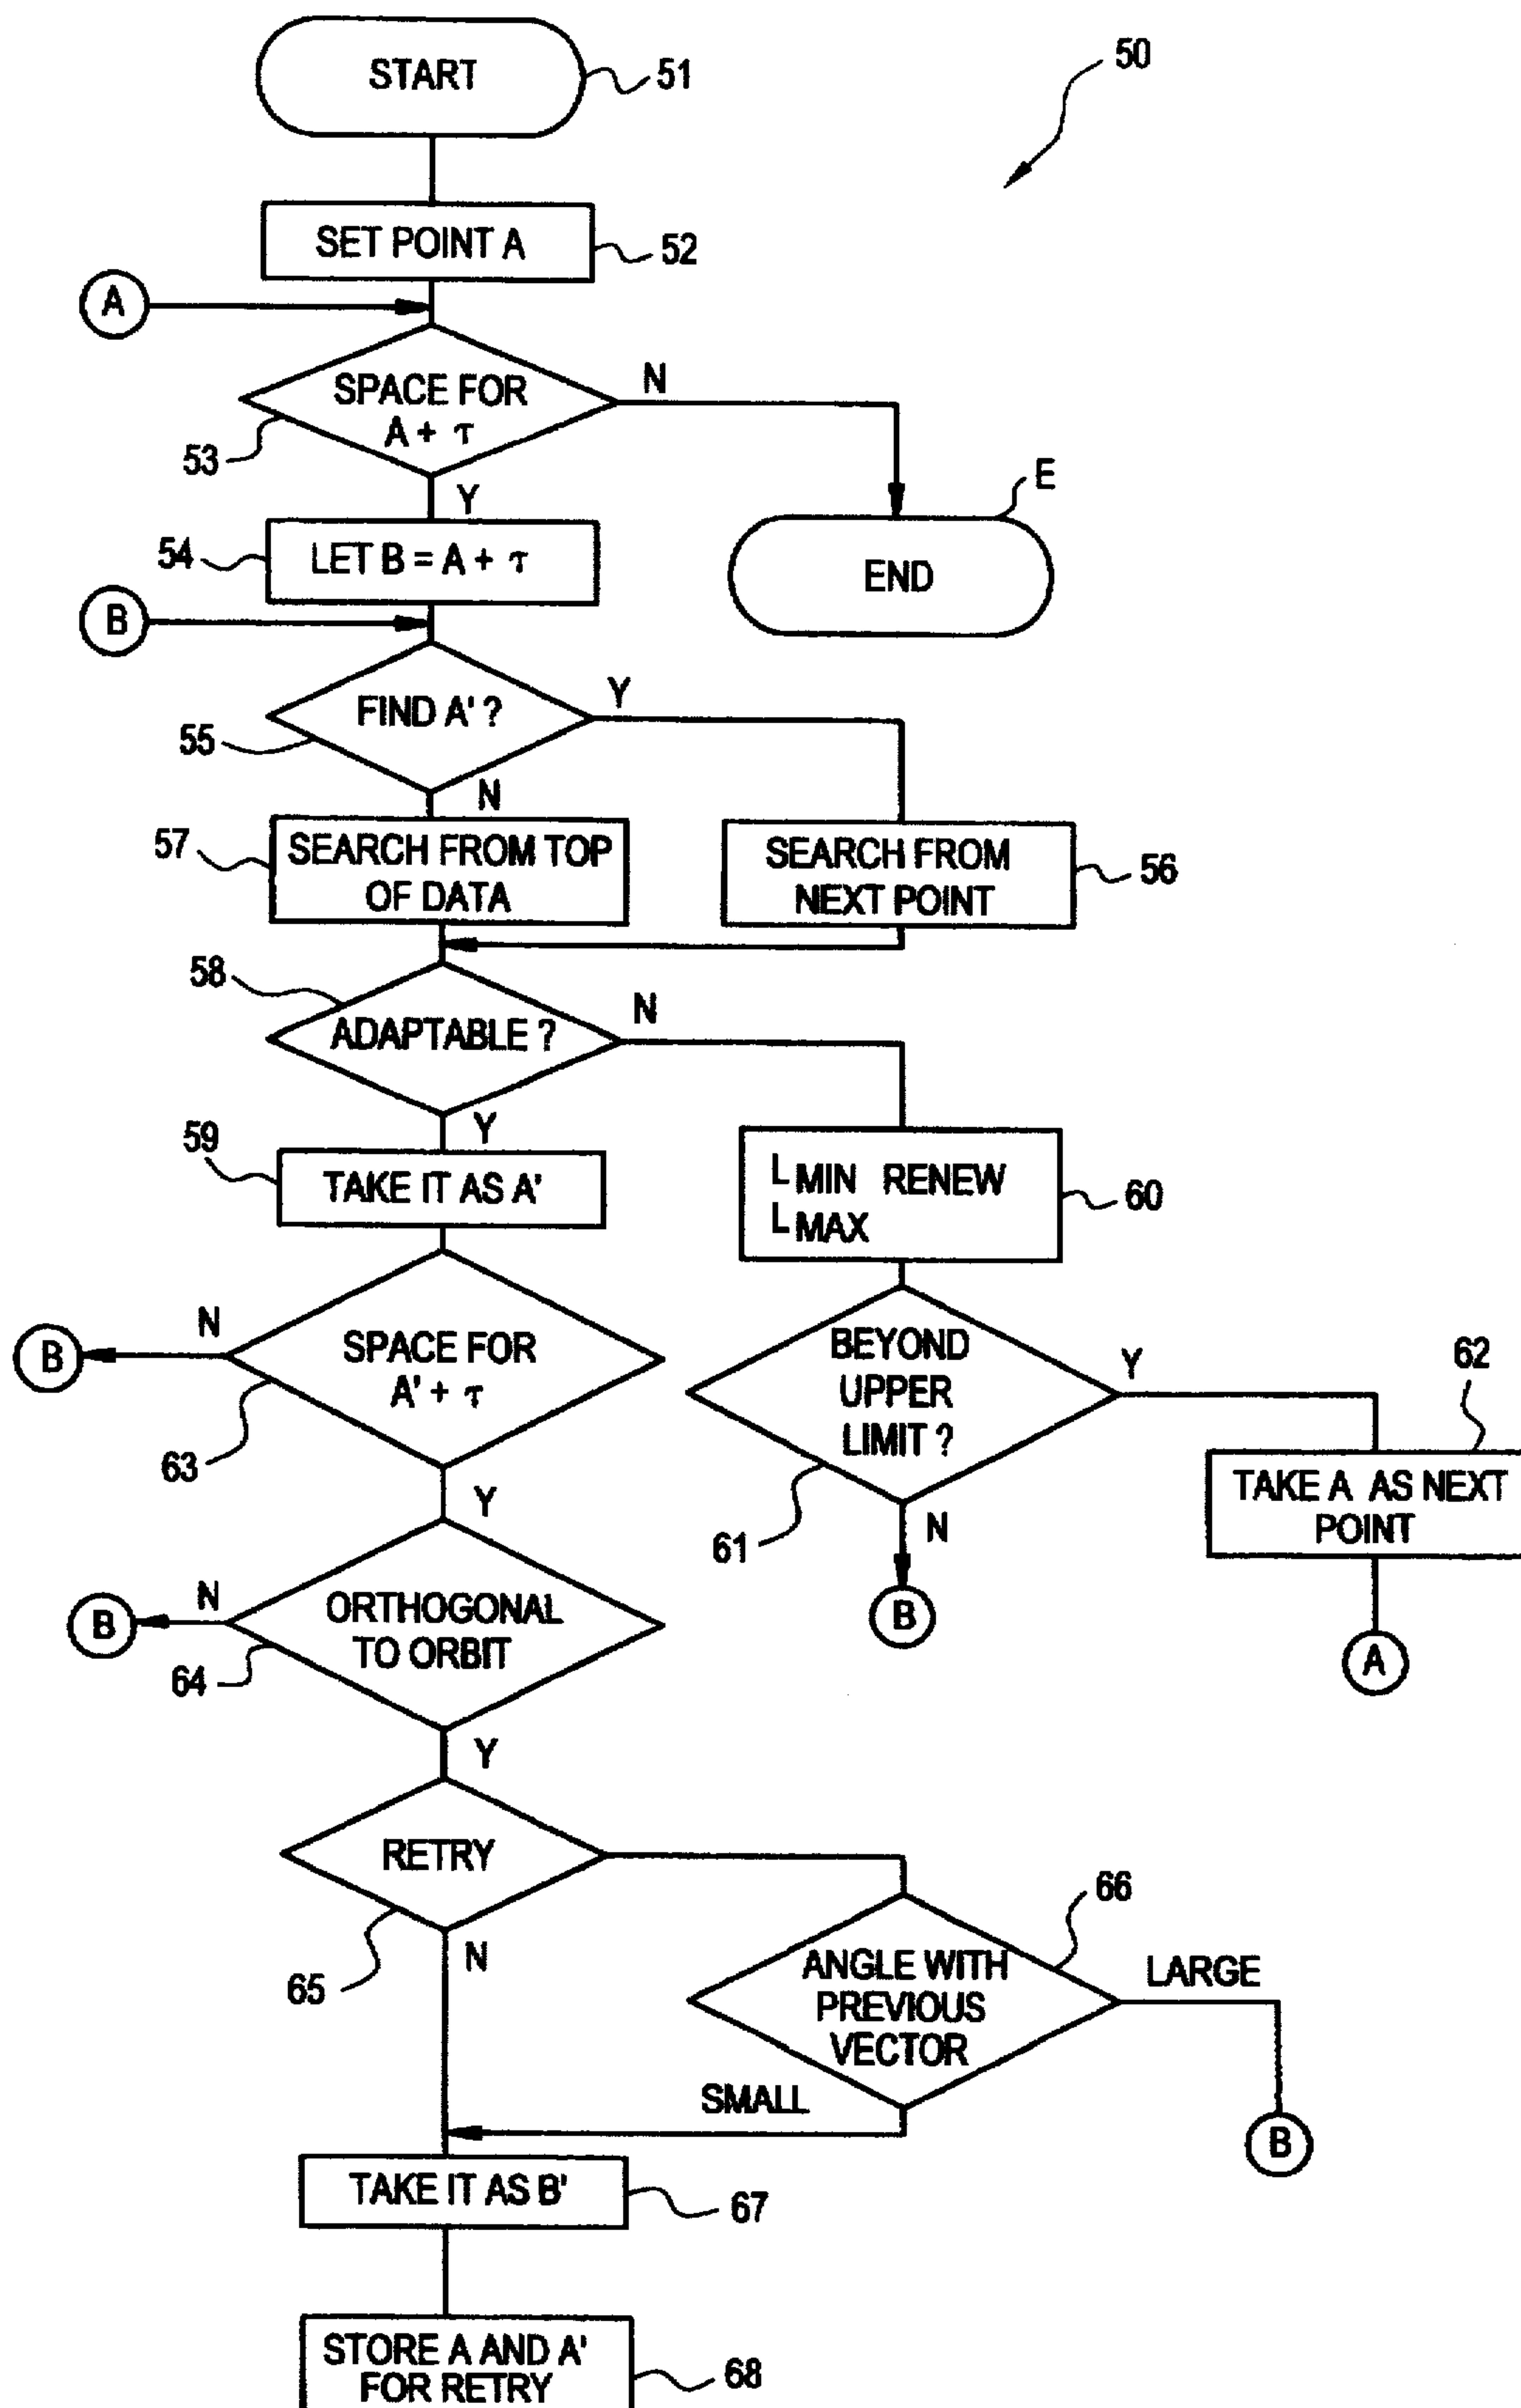 START
51
50
SET POINT A
52
A
SPACE FOR
A + τ
N
53
Y
E
54
LET B = A + τ
END
B
FIND A' ?
Y
55
N
57
SEARCH FROM TOP
OF DATA
SEARCH FROM
NEXT POINT
56
58
ADAPTABLE ?
N
Y
59
TAKE IT AS A'
L MIN RENEW
L MAX
60
N
B
SPACE FOR
A' + τ
63
Y
BEYOND
UPPER
LIMIT ?
Y
61
N
B
62
TAKE A AS NEXT
POINT
A
N
B
ORTHOGONAL
TO ORBIT
64
Y
RETRY
65
N
66
ANGLE WITH
PREVIOUS
VECTOR
LARGE
SMALL
B
TAKE IT AS B'
67
STORE A AND A'
FOR RETRY
68